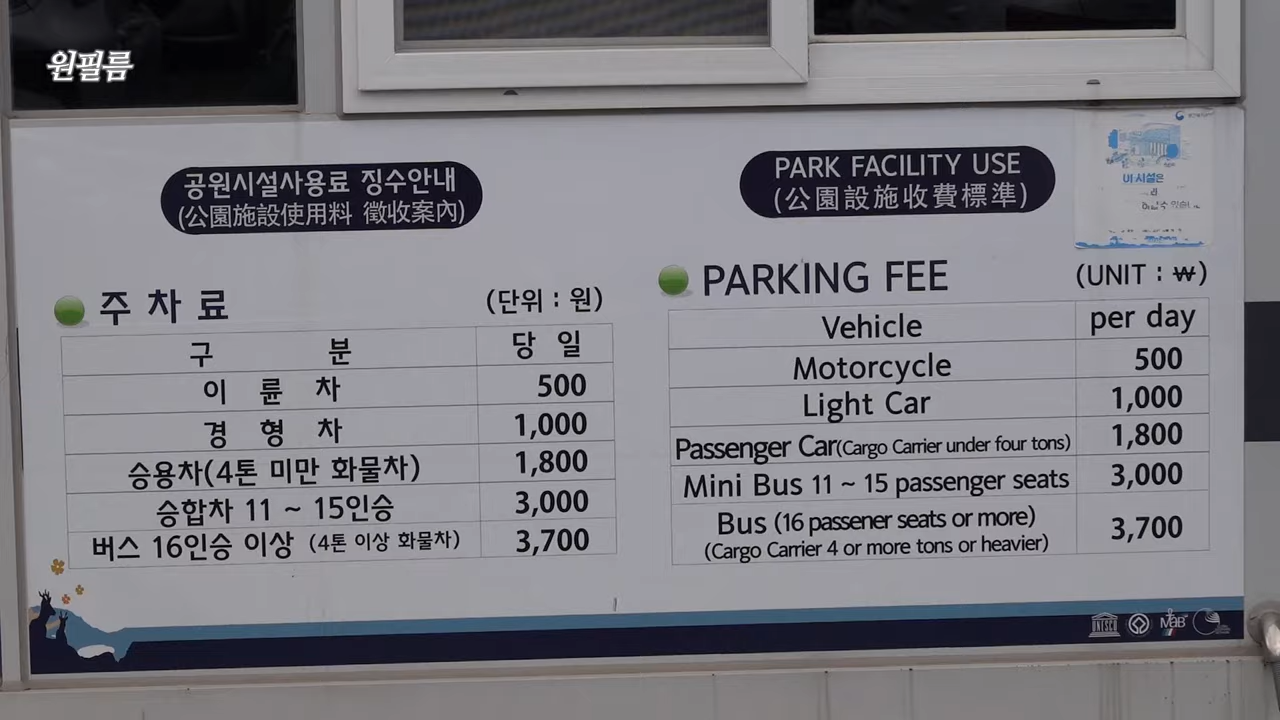 원필름
공원시설사용료 징수안내
(公園施設使用料 徵收案內)
주 차 료
(단위 : 원)
구 분
당 일
이 륜 차
500
경 형 차
1,000
승용차(4톤 미만 화물차)
1,800
승합차 11 ~ 15인승
3,000
버스 16인승 이상 (4톤 이상 화물차)
3,700
PARK FACILITY USE
(公園設施收費標準)
PARKING FEE
(UNIT : ₩)
Vehicle
per day
Motorcycle
500
Light Car
1,000
Passenger Car(Cargo Carrier under four tons)
1,800
Mini Bus 11 ~ 15 passenger seats
3,000
Bus (16 passener seats or more)
(Cargo Carrier 4 or more tons or heavier)
3,700
이 시설은
UNESCO
MaB